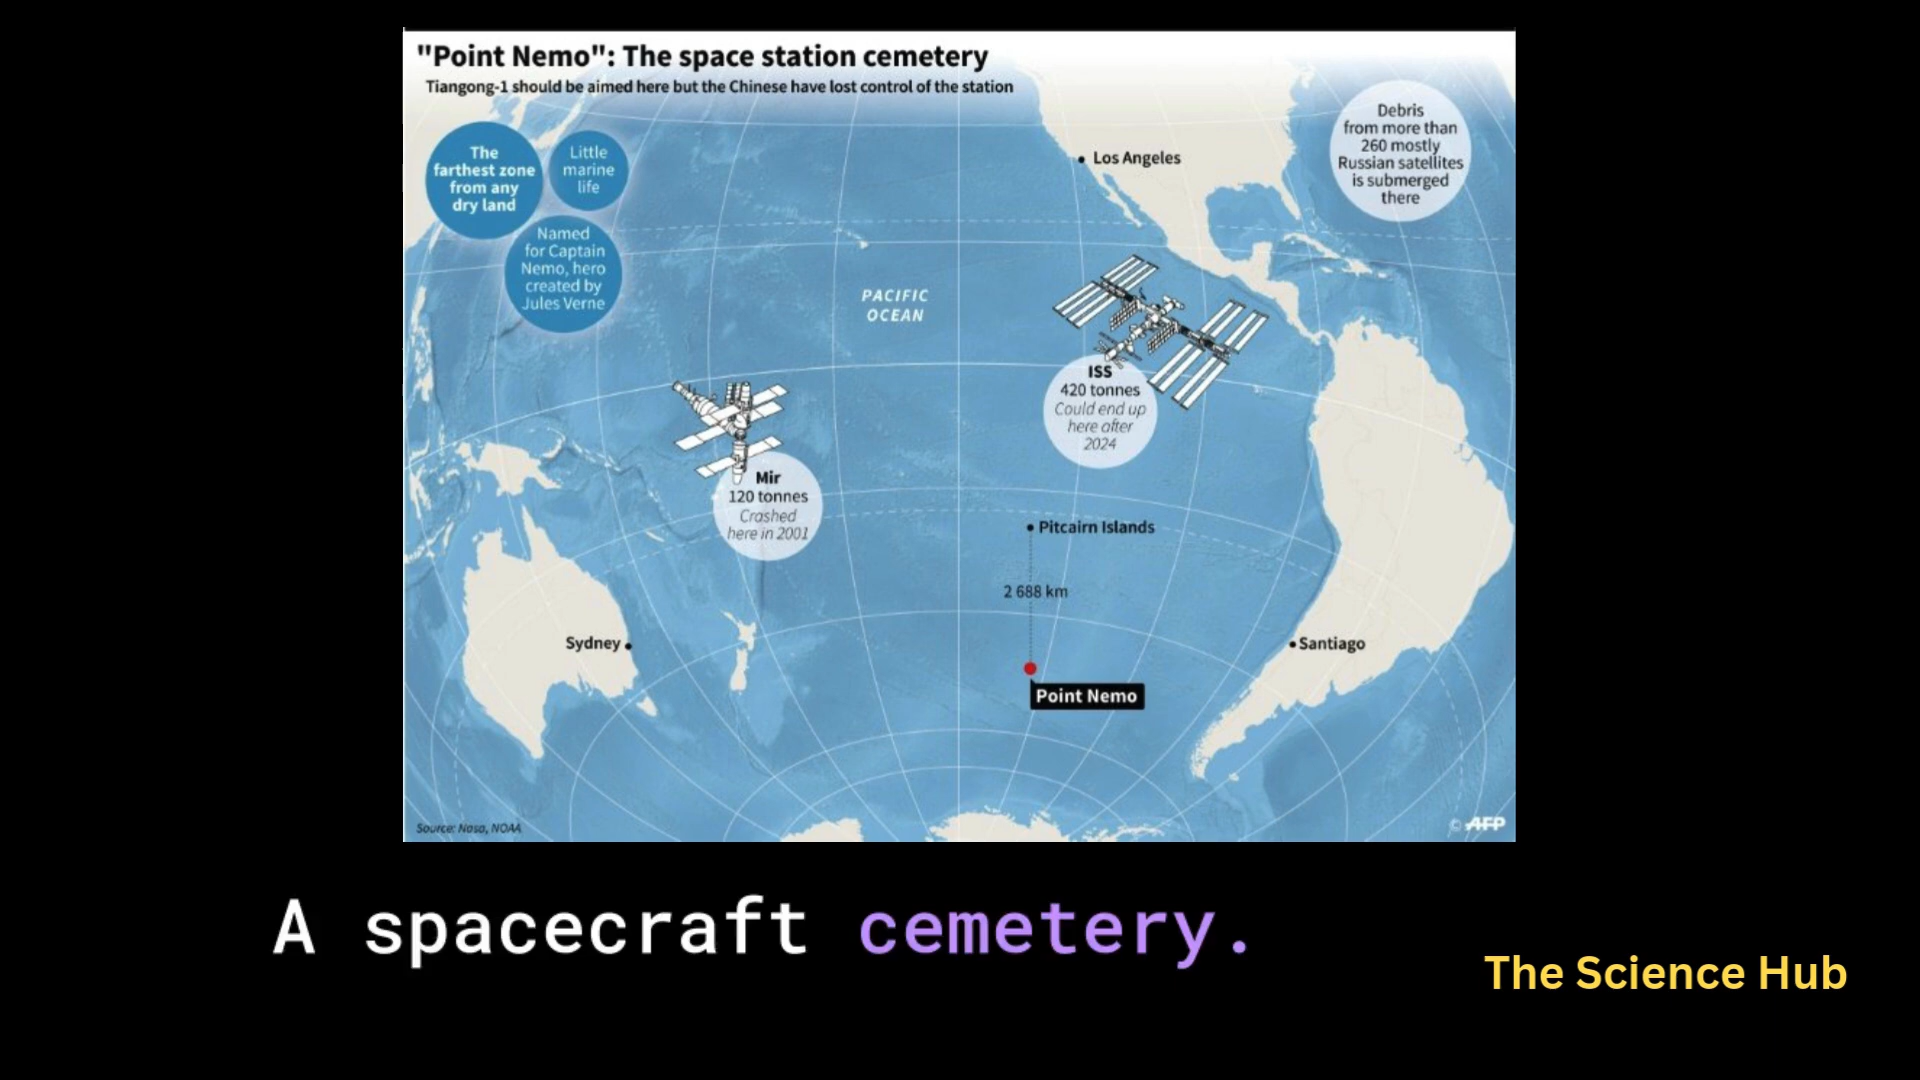 "Point Nemo": The space station cemetery
Tiangong-1 should be aimed here but the Chinese have lost control of the station
The
farthest zone
from any
dry land
Little
marine
life
Named
for Captain
Nemo, hero
created by
Jules Verne
Debris
from more than
260 mostly
Russian satellites
is submerged
there
Los Angeles
PACIFIC
OCEAN
ISS
420 tonnes
Could end up
here after
2024
Mir
120 tonnes
Crashed
here in 2001
Pitcairn Islands
2 688 km
Sydney
Santiago
Point Nemo
Source: Nasa, NOAA
© AFP
A spacecraft cemetery.
The Science Hub